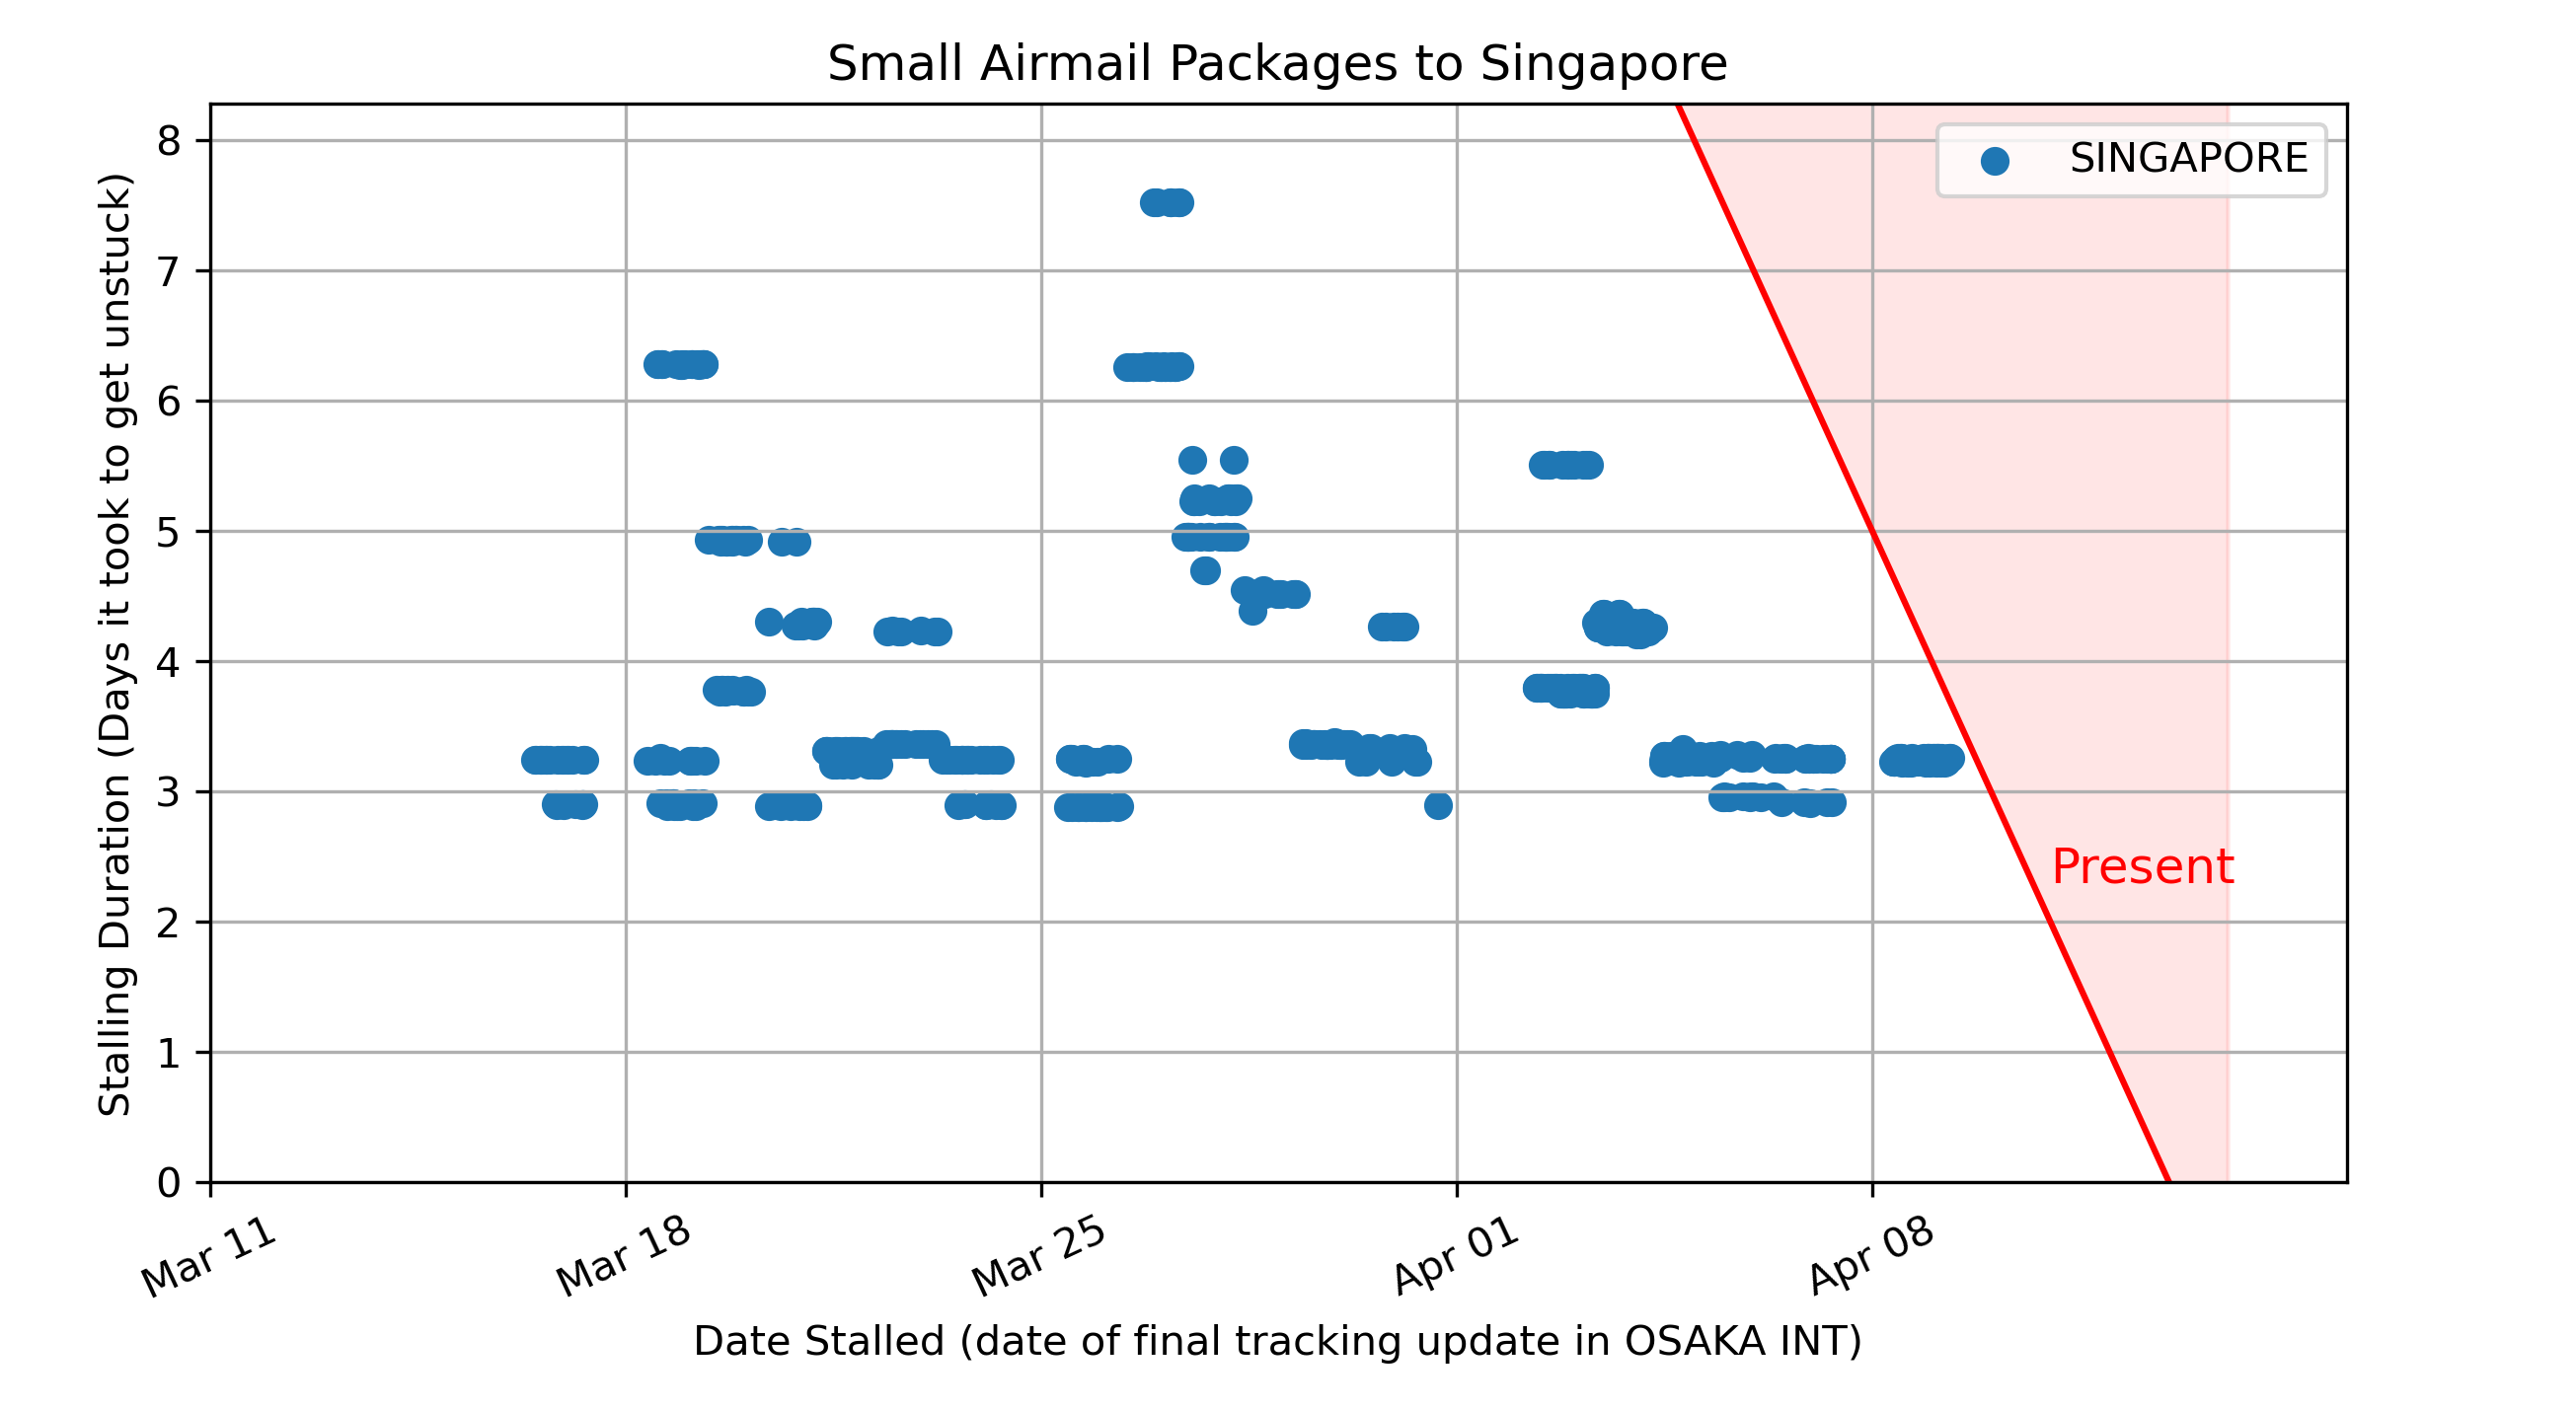 Small Airmail Packages to Singapore
SINGAPORE
Stalling Duration (Days it took to get unstuck)
8
7
6
5
4
3
2
1
0
Present
Mar 11
Mar 18
Mar 25
Apr 01
Apr 08
Date Stalled (date of final tracking update in OSAKA INT)